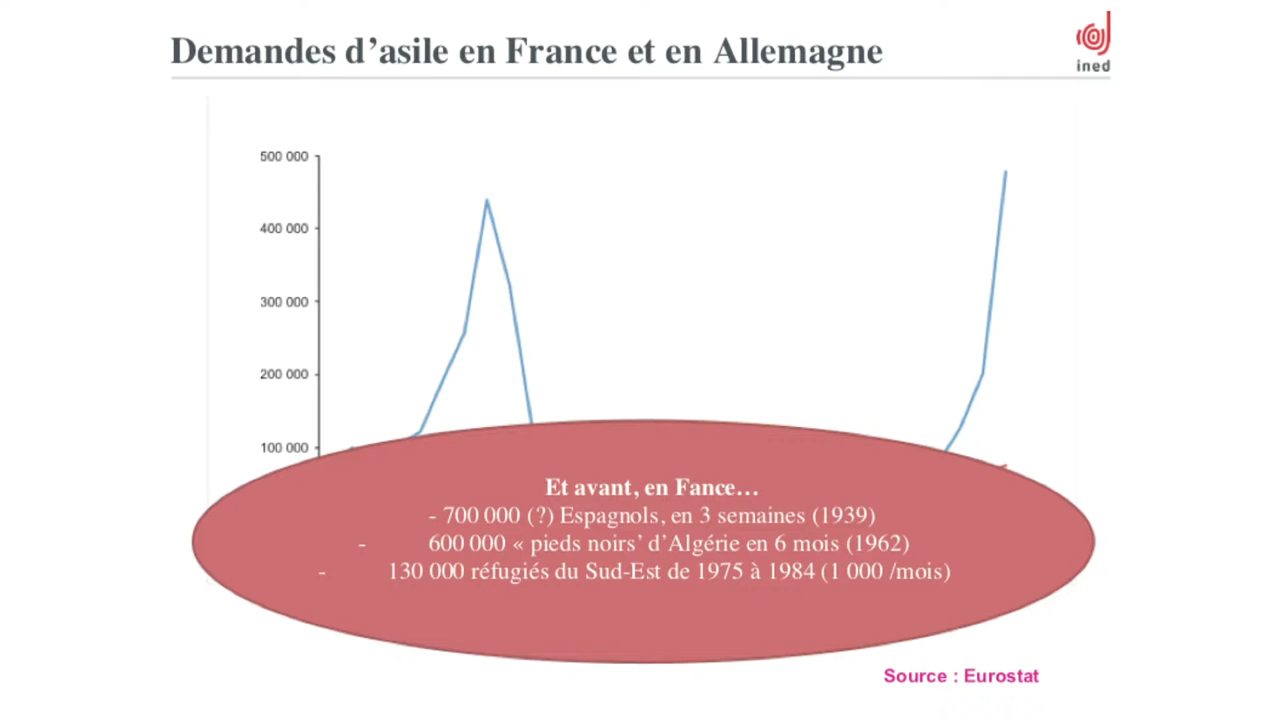 Demandes d’asile en France et en Allemagne
ined
500 000
400 000
300 000
200 000
100 000
Et avant, en Fance…
- 700 000 (?) Espagnols, en 3 semaines (1939)
- 600 000 « pieds noirs’ d’Algérie en 6 mois (1962)
- 130 000 réfugiés du Sud-Est de 1975 à 1984 (1 000 /mois)
Source : Eurostat